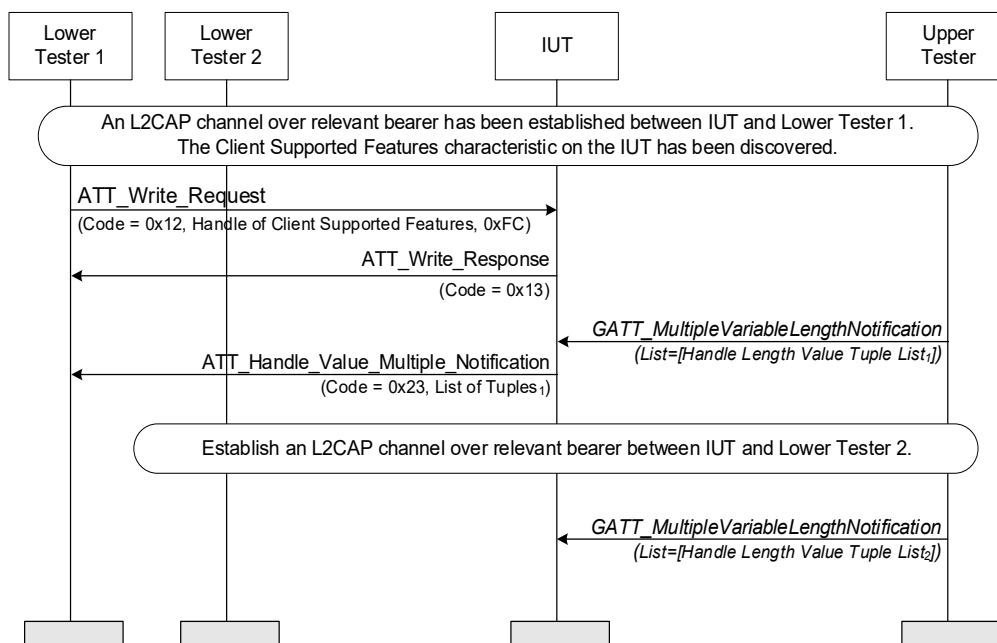 Lower
Tester 1
Lower
Tester 2
IUT
Upper
Tester
An L2CAP channel over relevant bearer has been established between IUT and Lower Tester 1.
The Client Supported Features characteristic on the IUT has been discovered.
ATT_Write_Request
(Code = 0x12, Handle of Client Supported Features, 0xFC)
ATT_Write_Response
(Code = 0x13)
GATT_MultipleVariableLengthNotification
(List=[Handle Length Value Tuple List₁])
ATT_Handle_Value_Multiple_Notification
(Code = 0x23, List of Tuples₁)
Establish an L2CAP channel over relevant bearer between IUT and Lower Tester 2.
GATT_MultipleVariableLengthNotification
(List=[Handle Length Value Tuple List₂])